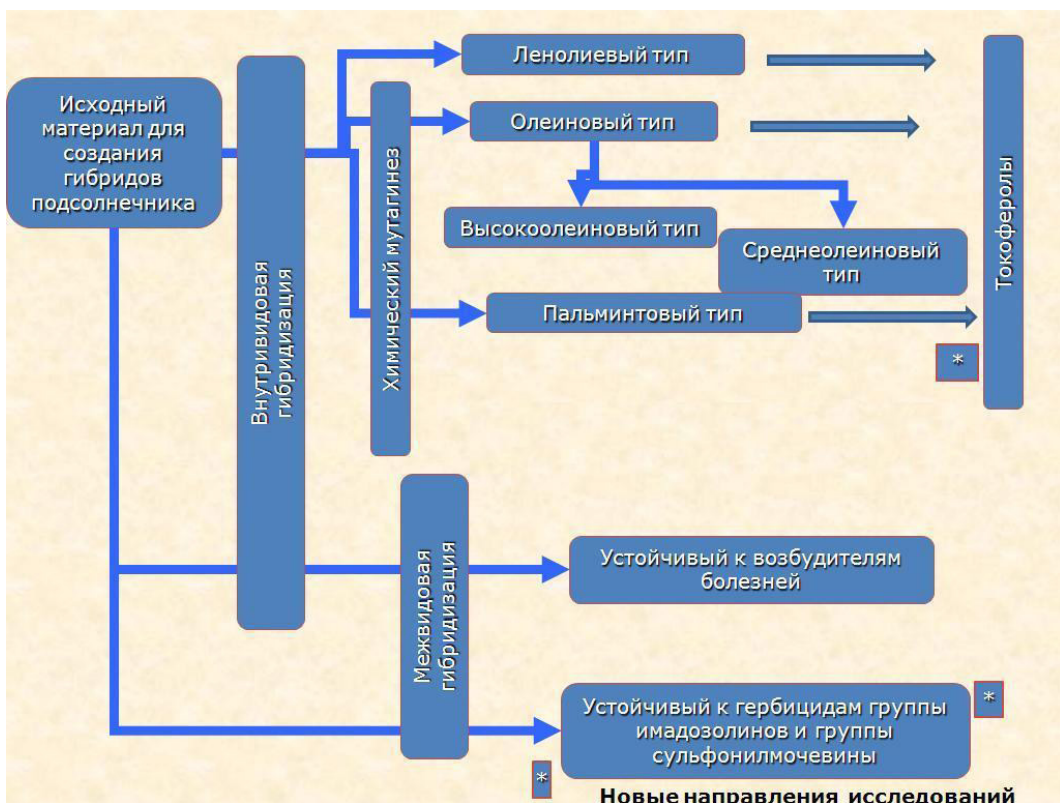 Исходный
материал для
создания
гибридов
подсолнечника
Внутривидовая
гибридизация
Химический мутагинез
Ленолиевый тип
Олеиновый тип
Высокоолеиновый тип
Среднеолеиновый
тип
Пальминтовый тип
Токоферолы
*
Межвидовая
гибридизация
Устойчивый к возбудителям
болезней
Устойчивый к гербицидам группы
имадозолинов и группы
сульфонилмочевины
*
*
Новые направления исследований